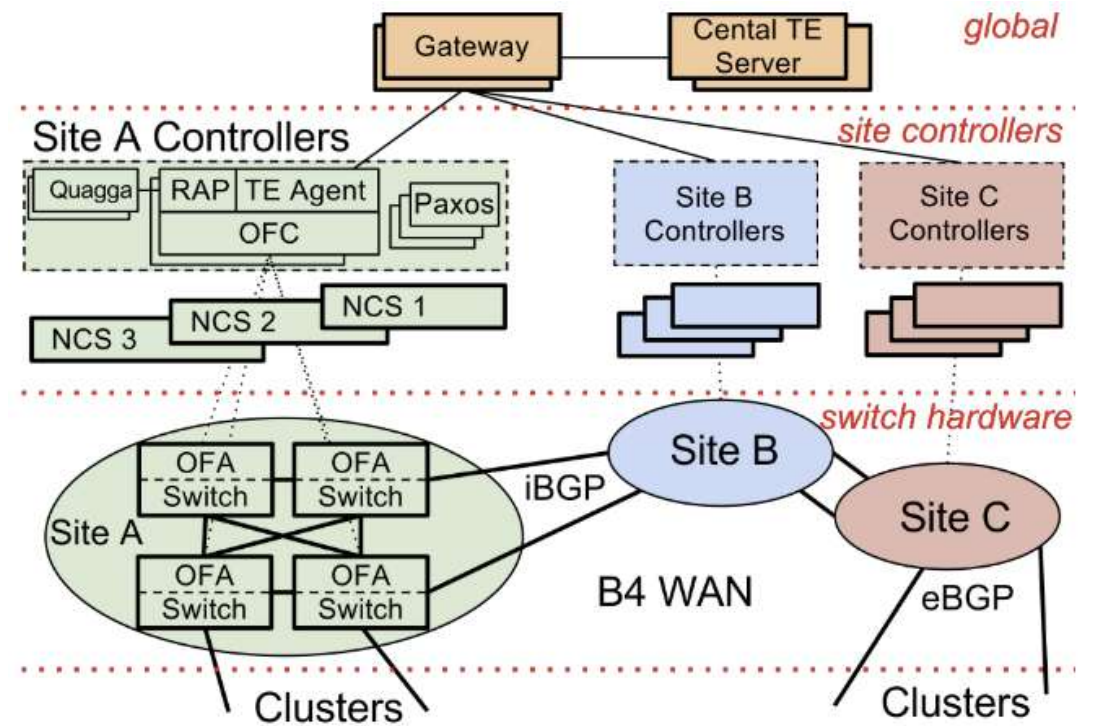 global
Gateway
Cental TE
Server
site controllers
Site A Controllers
Quagga
RAP
TE Agent
OFC
Paxos
Site B
Controllers
Site C
Controllers
NCS 1
NCS 2
NCS 3
switch hardware
OFA
Switch
OFA
Switch
Site A
OFA
Switch
OFA
Switch
iBGP
Site B
Site C
B4 WAN
eBGP
Clusters
Clusters